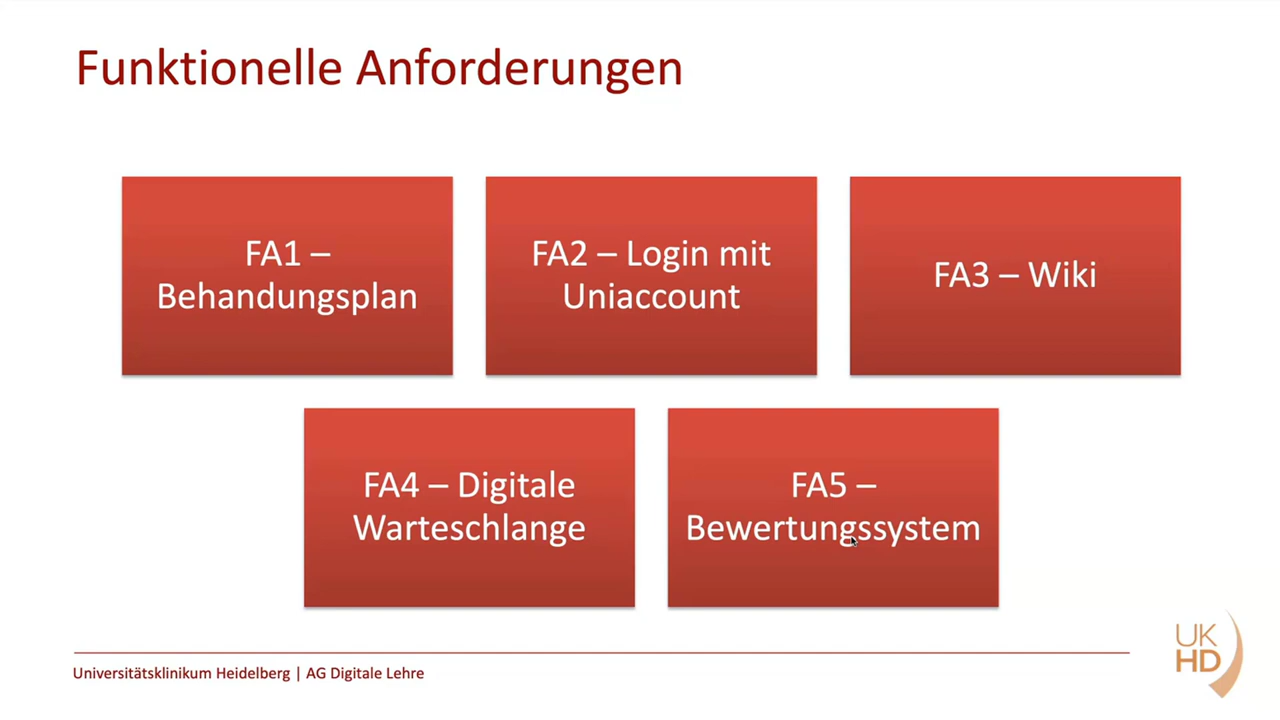 Funktionelle Anforderungen
FA1 –
Behandungsplan
FA2 – Login mit
Uniaccount
FA3 – Wiki
FA4 – Digitale
Warteschlange
FA5 –
Bewertungssystem
Universitätsklinikum Heidelberg | AG Digitale Lehre
UK
HD